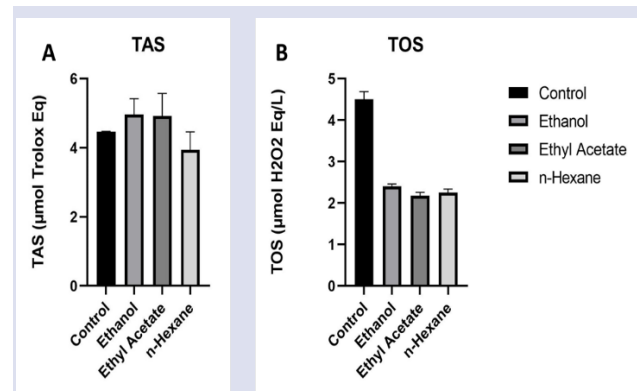 A
TAS
TAS (µmol Trolox Eq)
6
4
2
0
Control
Ethanol
Ethyl Acetate
n-Hexane
B
TOS
TOS (µmol H2O2 Eq/L)
5
4
3
2
1
0
Control
Ethanol
Ethyl Acetate
n-Hexane
Control
Ethanol
Ethyl Acetate
n-Hexane